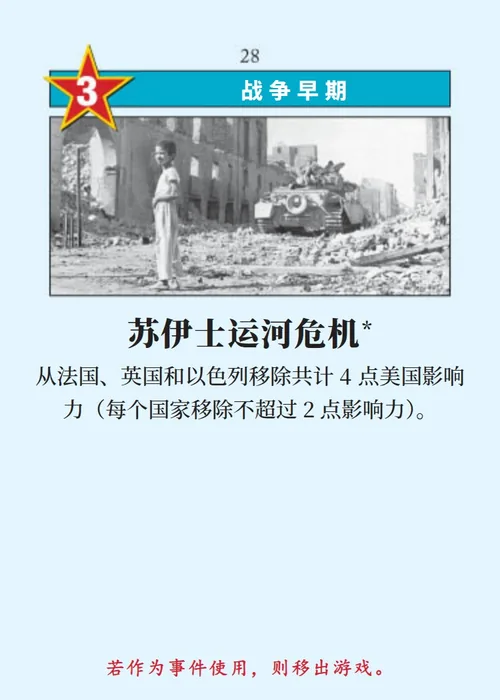 28
3
战争早期
苏伊士运河危机*
从法国、英国和以色列移除共计 4 点美国影响
力（每个国家移除不超过 2 点影响力）。
若作为事件使用，则移出游戏。